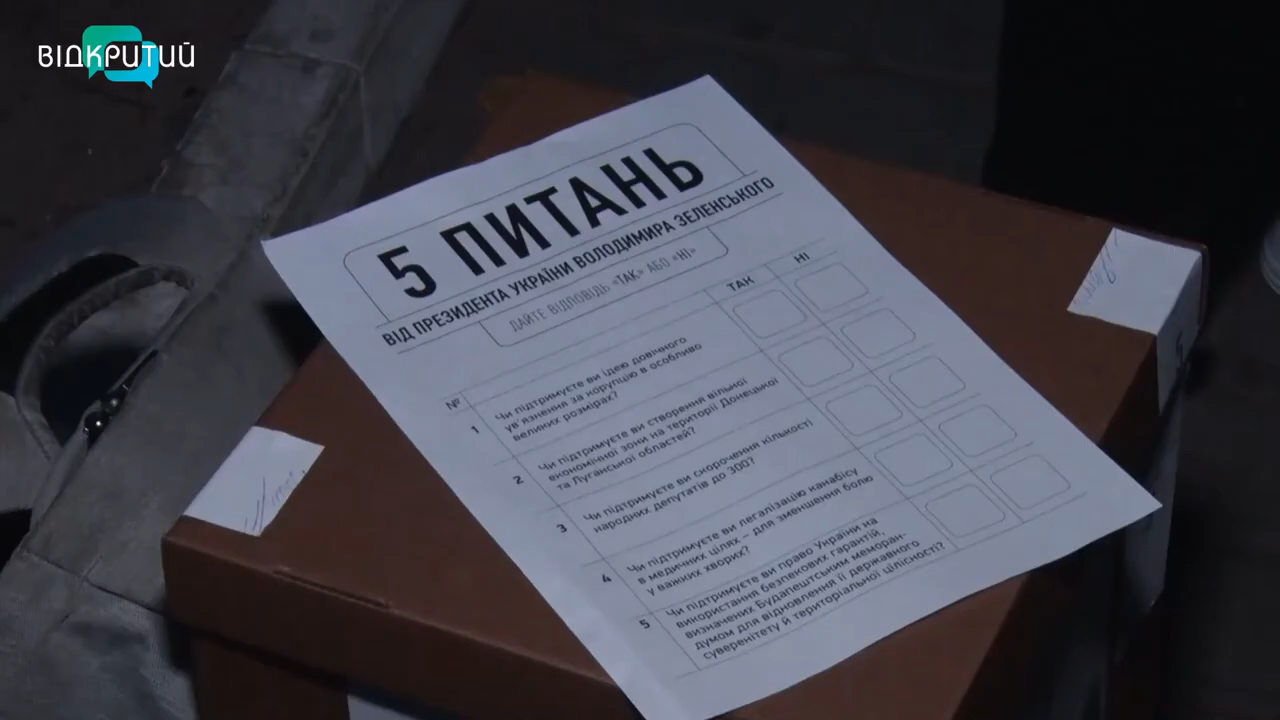 ВІДКРИТИЙ
5 ПИТАНЬ
ВІД ПРЕЗИДЕНТА УКРАЇНИ ВОЛОДИМИРА ЗЕЛЕНСЬКОГО
ДАЙТЕ ВІДПОВІДЬ «ТАК» АБО «НІ»
№
ТАК
НІ
1
Чи підтримуєте ви ідею довічного
ув'язнення за корупцію в особливо
великих розмірах?
2
Чи підтримуєте ви створення вільної
економічної зони на території Донецької
та Луганської областей?
3
Чи підтримуєте ви скорочення кількості
народних депутатів до 300?
4
Чи підтримуєте ви легалізацію канабісу
в медичних цілях – для зменшення болю
у важких хворих?
5
Чи підтримуєте ви право України на
використання безпекових гарантій,
визначених Будапештським меморан-
думом для відновлення її державного
суверенітету й територіальної цілісності?